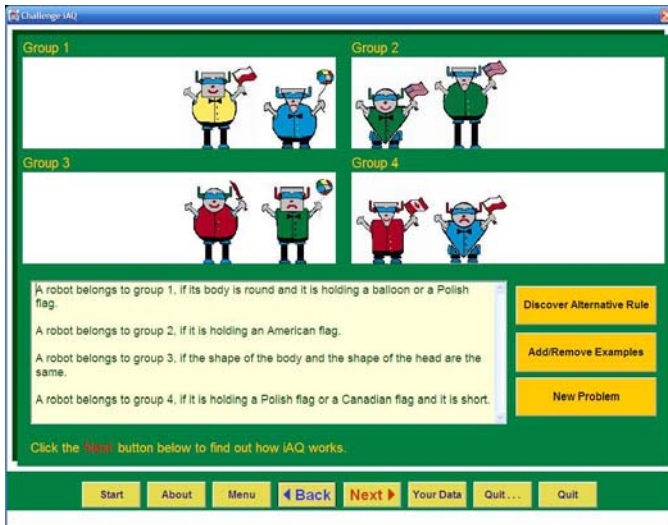 Challenge iAQ
Group 1
Group 2
Group 3
Group 4
A robot belongs to group 1, if its body is round and it is holding a balloon or a Polish
flag.
A robot belongs to group 2, if it is holding an American flag.
A robot belongs to group 3, if the shape of the body and the shape of the head are the
same.
A robot belongs to group 4, if it is holding a Polish flag or a Canadian flag and it is short.
Discover Alternative Rule
Add/Remove Examples
New Problem
Click the Next button below to find out how iAQ works.
Start About Menu Back Next Your Data Quit . . . Quit